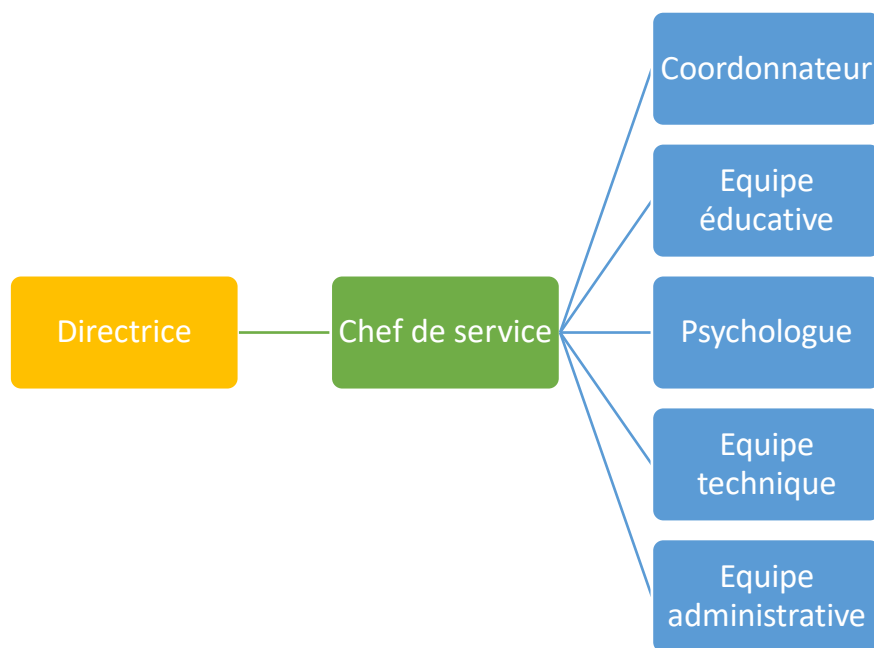 Directrice
Chef de service
Coordonnateur
Equipe
éducative
Psychologue
Equipe
technique
Equipe
administrative